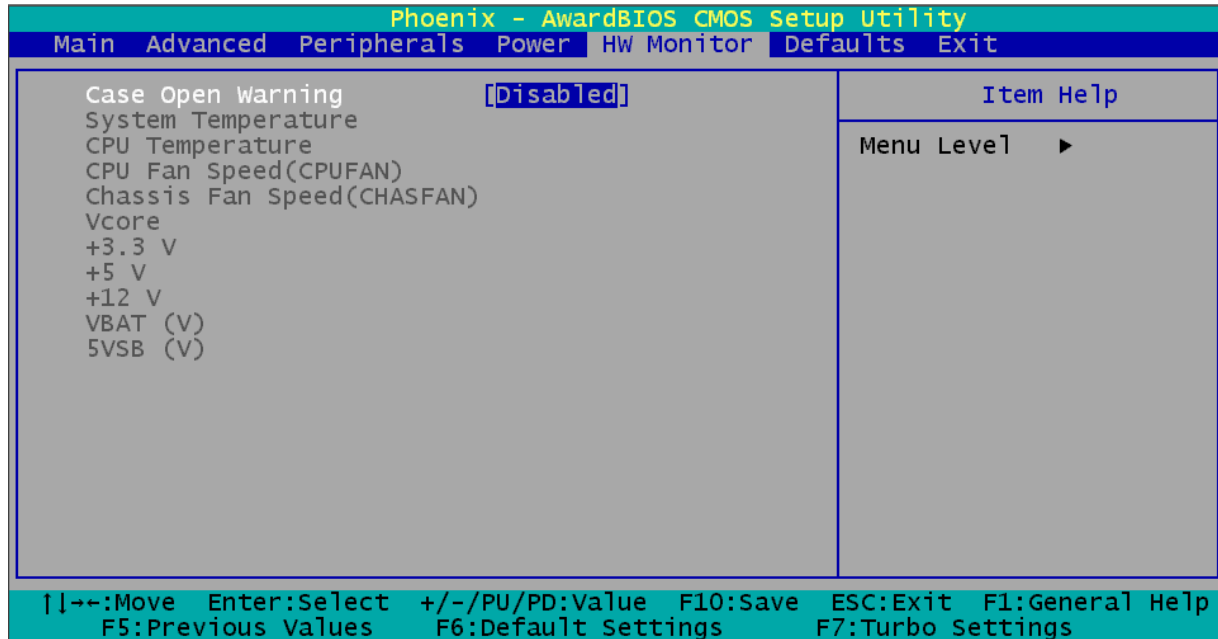 Phoenix - AwardBIOS CMOS Setup Utility
Main Advanced Peripherals Power HW Monitor Defaults Exit
Case Open Warning [Disabled]
System Temperature
CPU Temperature
CPU Fan Speed(CPUFAN)
Chassis Fan Speed(CHASFAN)
Vcore
+3.3 V
+5 V
+12 V
VBAT (V)
5VSB (V)
Item Help
Menu Level ►
↑↓→←:Move Enter:Select +/-/PU/PD:Value F10:Save ESC:Exit F1:General Help
F5:Previous Values F6:Default Settings F7:Turbo Settings